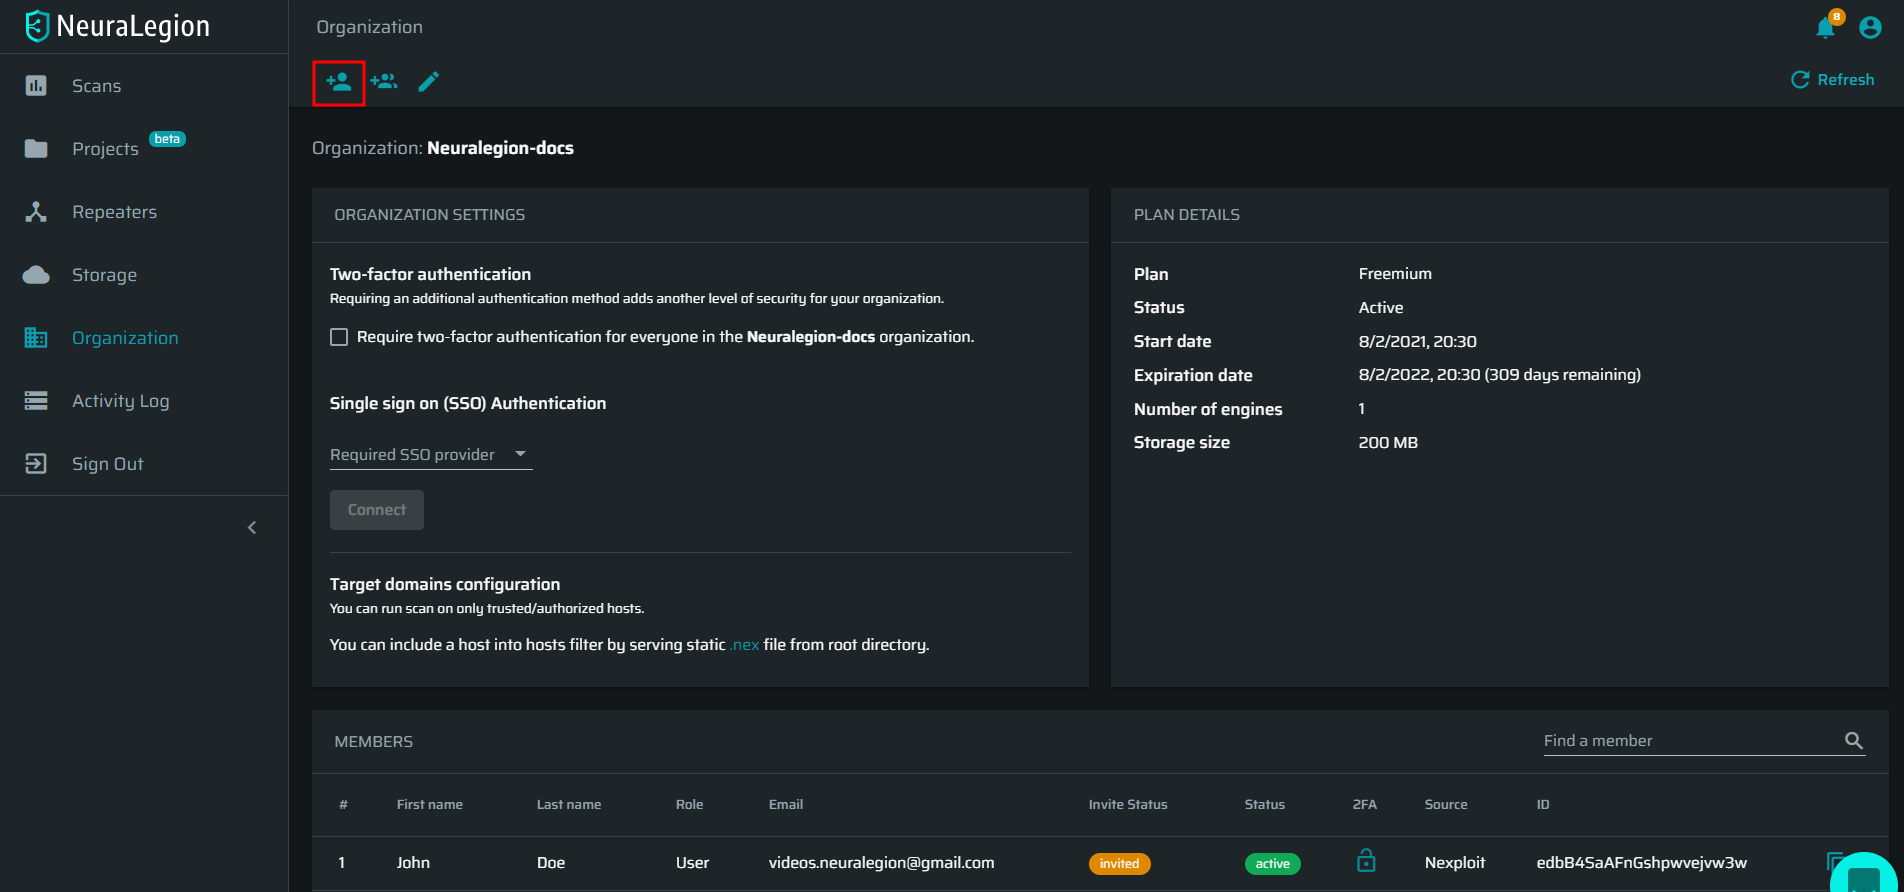 NeuraLegion
Organization
8
Scans
Refresh
Projects beta
Organization: Neuralegion-docs
Repeaters
ORGANIZATION SETTINGS
PLAN DETAILS
Storage
Two-factor authentication
Requiring an additional authentication method adds another level of security for your organization.
Require two-factor authentication for everyone in the Neuralegion-docs organization.
Plan Freemium
Status Active
Start date 8/2/2021, 20:30
Expiration date 8/2/2022, 20:30 (309 days remaining)
Number of engines 1
Storage size 200 MB
Organization
Activity Log
Sign Out
Single sign on (SSO) Authentication
Required SSO provider
Connect
Target domains configuration
You can run scan on only trusted/authorized hosts.
You can include a host into hosts filter by serving static .nex file from root directory.
MEMBERS
Find a member
# First name Last name Role Email Invite Status Status 2FA Source ID
1 John Doe User videos.neuralegion@gmail.com invited active Nexploit edbB4SaAFnGshpwvejvw3w